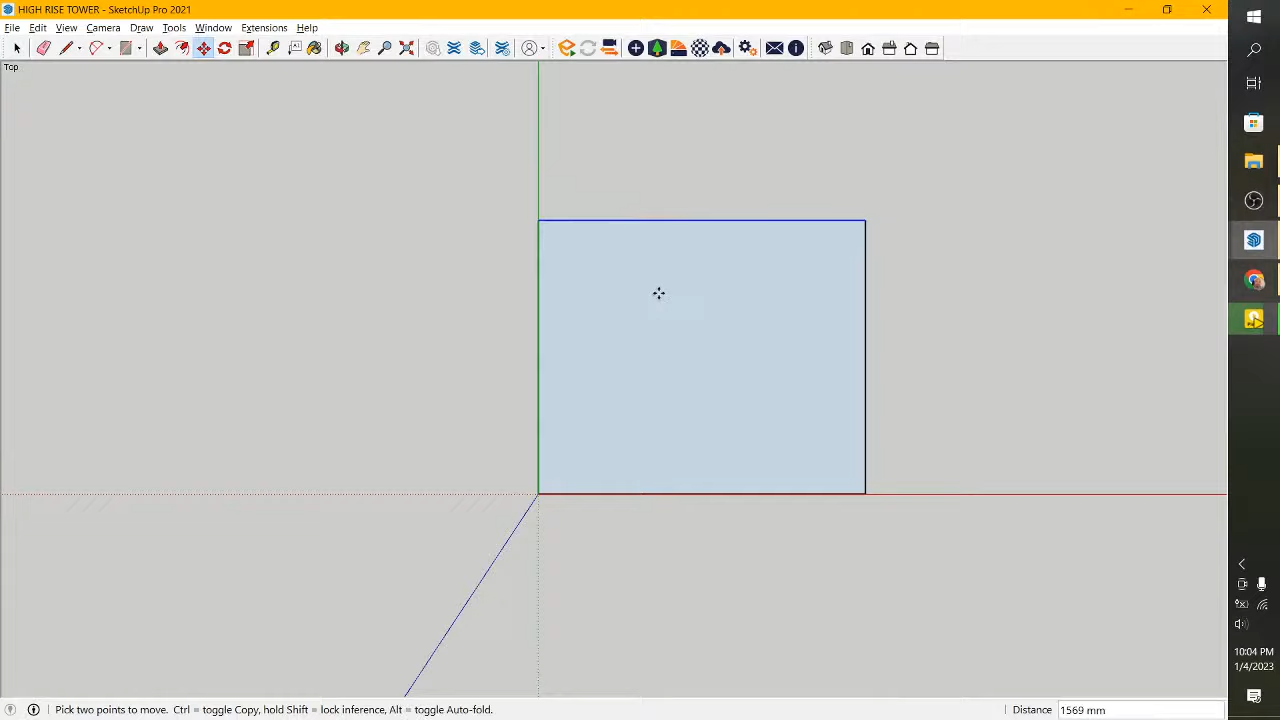 HIGH RISE TOWER - SketchUp Pro 2021
File Edit View Camera Draw Tools Window Extensions Help
Top
Pick two points to move. Ctrl = toggle Copy, hold Shift = lock inference, Alt = toggle Auto-fold.
Distance 1569 mm
10:04 PM
1/4/2023